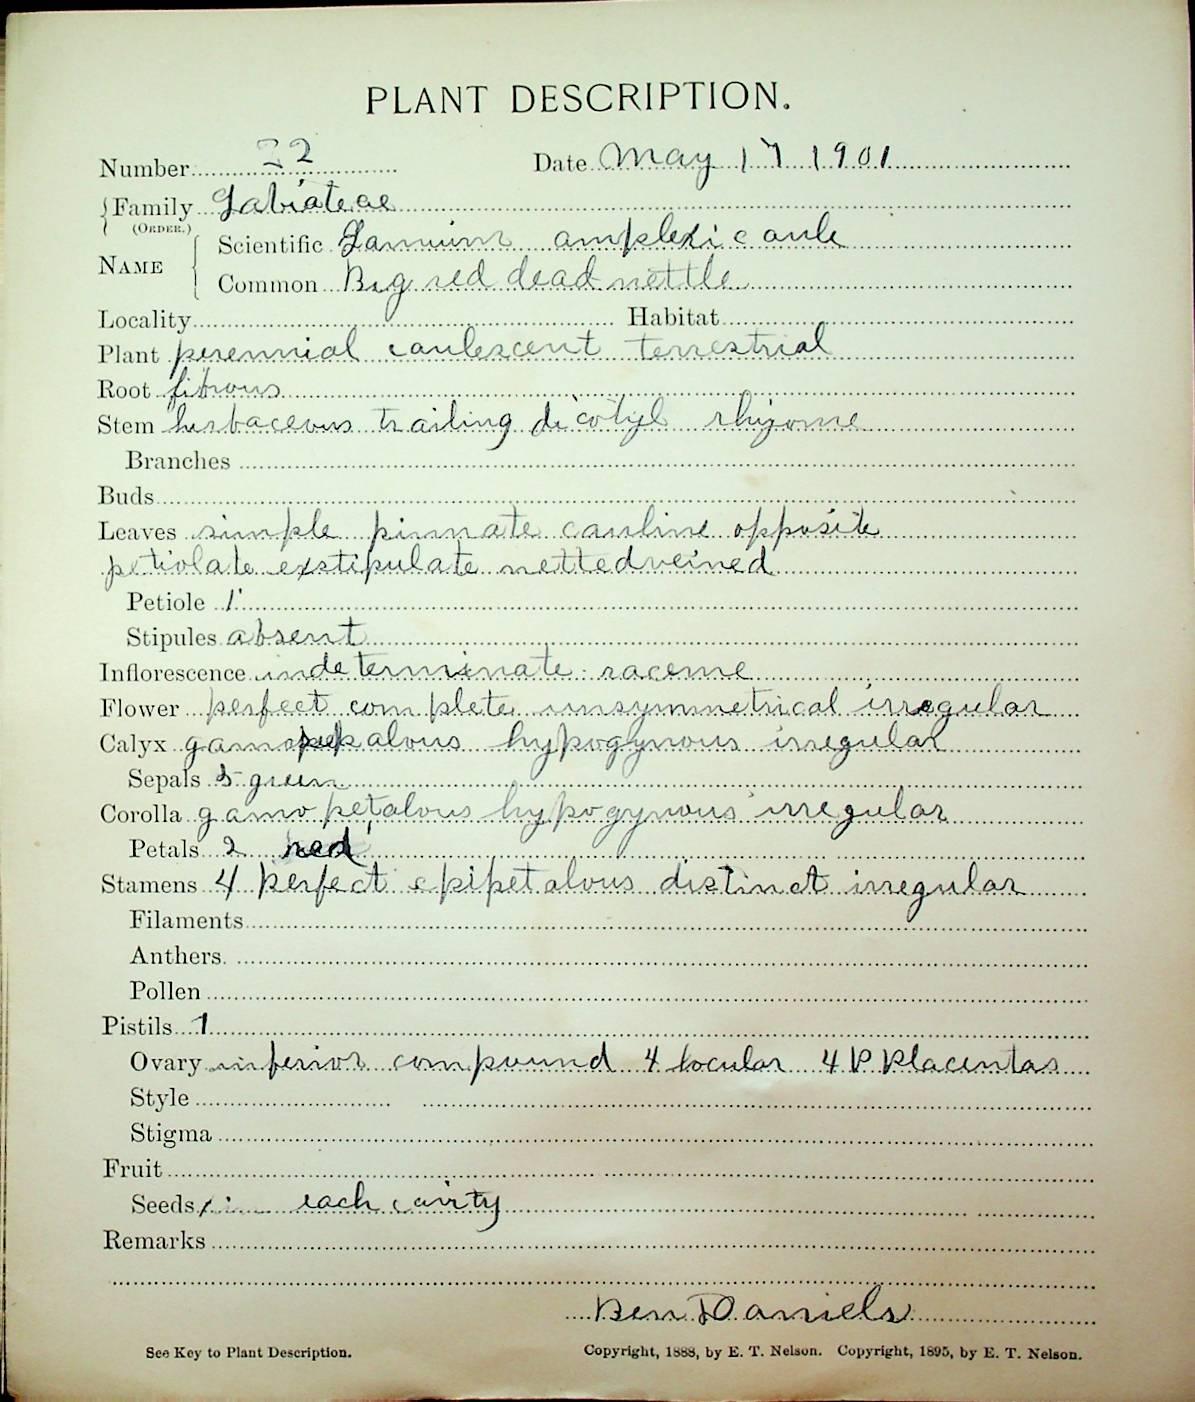 PLANT DESCRIPTION.
Number 22 Date May 17 1901
Family Labiateae
(ORDER.)
Scientific Lamium amplexicaule
NAME
Common Big red dead nettle
Locality Habitat
Plant perennial caulescent terrestrial
Root fibrous
Stem herbaceous trailing dicotyl rhizome
Branches
Buds
Leaves simple pinnate cauline opposite
petiolate exstipulate nettedveined
Petiole 1"
Stipules absent
Inflorescence indeterminate raceme
Flower perfect complete unsymmetrical irregular
Calyx gamosepalous hypogynous irregular
Sepals 5 green
Corolla gamopetalous hypogynous irregular
Petals 2 red
Stamens 4 perfect epipetalous distinct irregular
Filaments
Anthers.
Pollen
Pistils 1
Ovary inferior compound 4 locular 4 P Placentas
Style
Stigma
Fruit
Seeds in each cavity
Remarks
Ben Daniels
See Key to Plant Description. Copyright, 1888, by E. T. Nelson. Copyright, 1895, by E. T. Nelson.